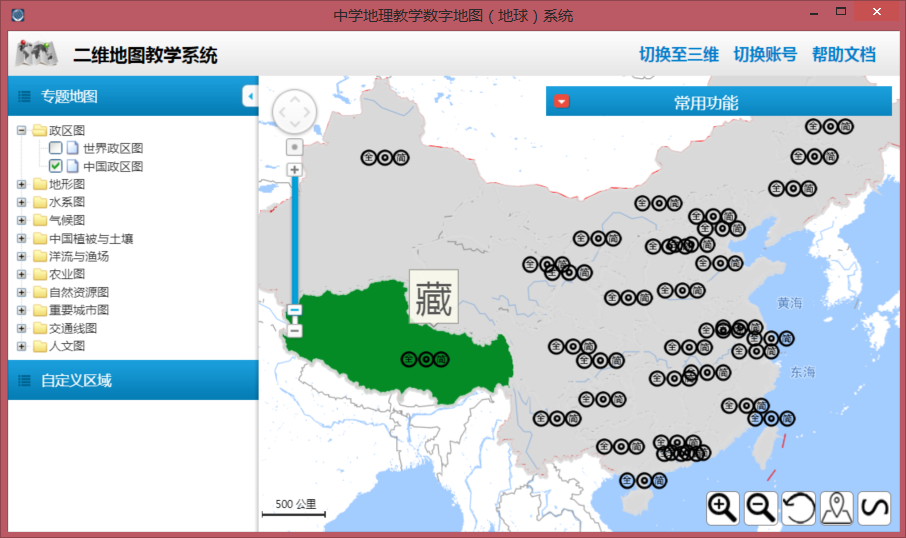 中学地理教学数字地图（地球）系统
二维地图教学系统
切换至三维 切换账号 帮助文档
专题地图
常用功能
政区图
世界政区图
中国政区图
地形图
水系图
气候图
中国植被与土壤
洋流与渔场
农业图
自然资源图
重要城市图
交通线图
人文图
自定义区域
藏
全 简
黄海
东海
500 公里